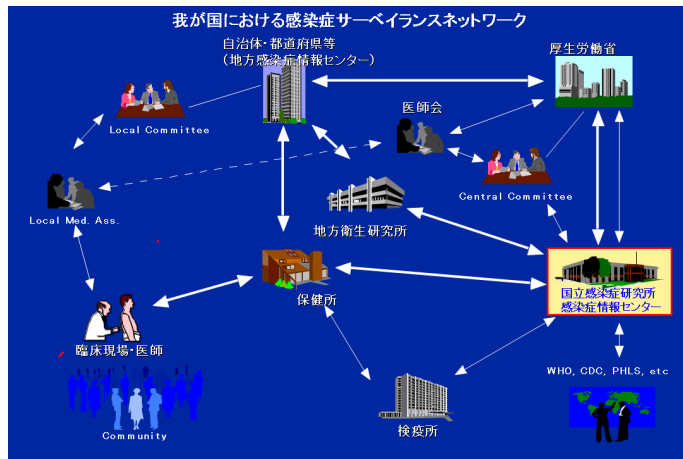 我が国における感染症サーベイランスネットワーク
自治体・都道府県等
（地方感染症情報センター）
厚生労働省
医師会
Local Committee
Central Committee
Local Med. Ass.
地方衛生研究所
保健所
国立感染症研究所
感染症情報センター
臨床現場・医師
WHO, CDC, PHLS, etc
検疫所
Community